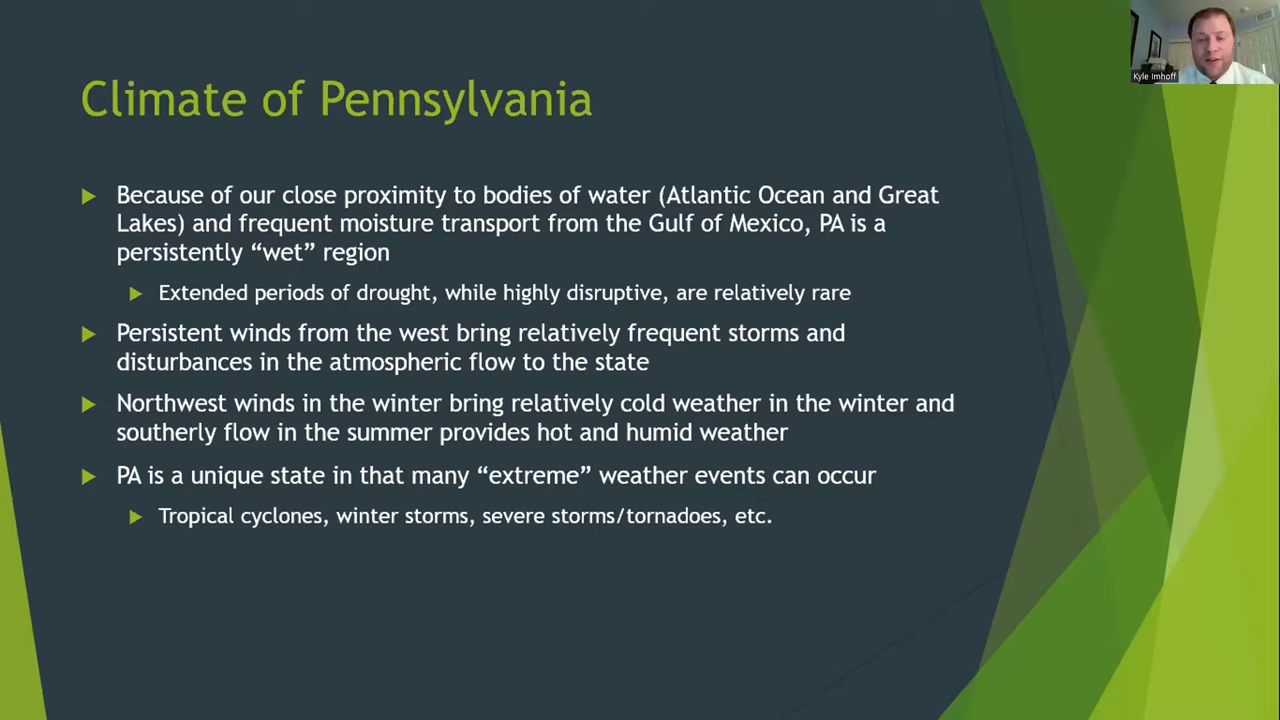 Climate of Pennsylvania
Kyle Imhoff
Because of our close proximity to bodies of water (Atlantic Ocean and Great
Lakes) and frequent moisture transport from the Gulf of Mexico, PA is a
persistently “wet” region
Extended periods of drought, while highly disruptive, are relatively rare
Persistent winds from the west bring relatively frequent storms and
disturbances in the atmospheric flow to the state
Northwest winds in the winter bring relatively cold weather in the winter and
southerly flow in the summer provides hot and humid weather
PA is a unique state in that many “extreme” weather events can occur
Tropical cyclones, winter storms, severe storms/tornadoes, etc.